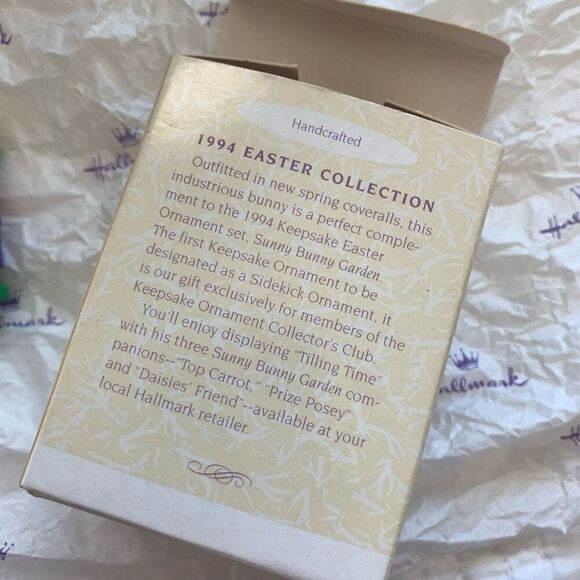 Handcrafted
1994 EASTER COLLECTION
Outfitted in new spring coveralls, this
industrious bunny is a perfect comple-
ment to the 1994 Keepsake Easter
Ornament set, Sunny Bunny Garden.
The first Keepsake Ornament to be
designated as a Sidekick Ornament, it
is our gift exclusively for members of the
Keepsake Ornament Collector's Club.
You'll enjoy displaying "Tilling Time"
with his three Sunny Bunny Garden com-
panions--"Top Carrot," "Prize Posey"
and "Daisies' Friend"--available at your
local Hallmark retailer.
Hallmark
Hallmark
Hallmark
Hallmark